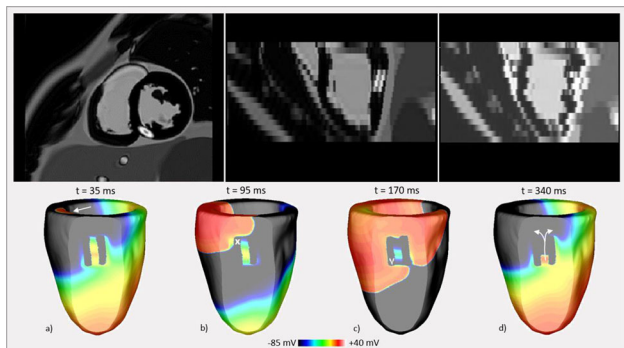 t = 35 ms
t = 95 ms
t = 170 ms
t = 340 ms
x
Y
a)
b)
c)
d)
-85 mV
+40 mV